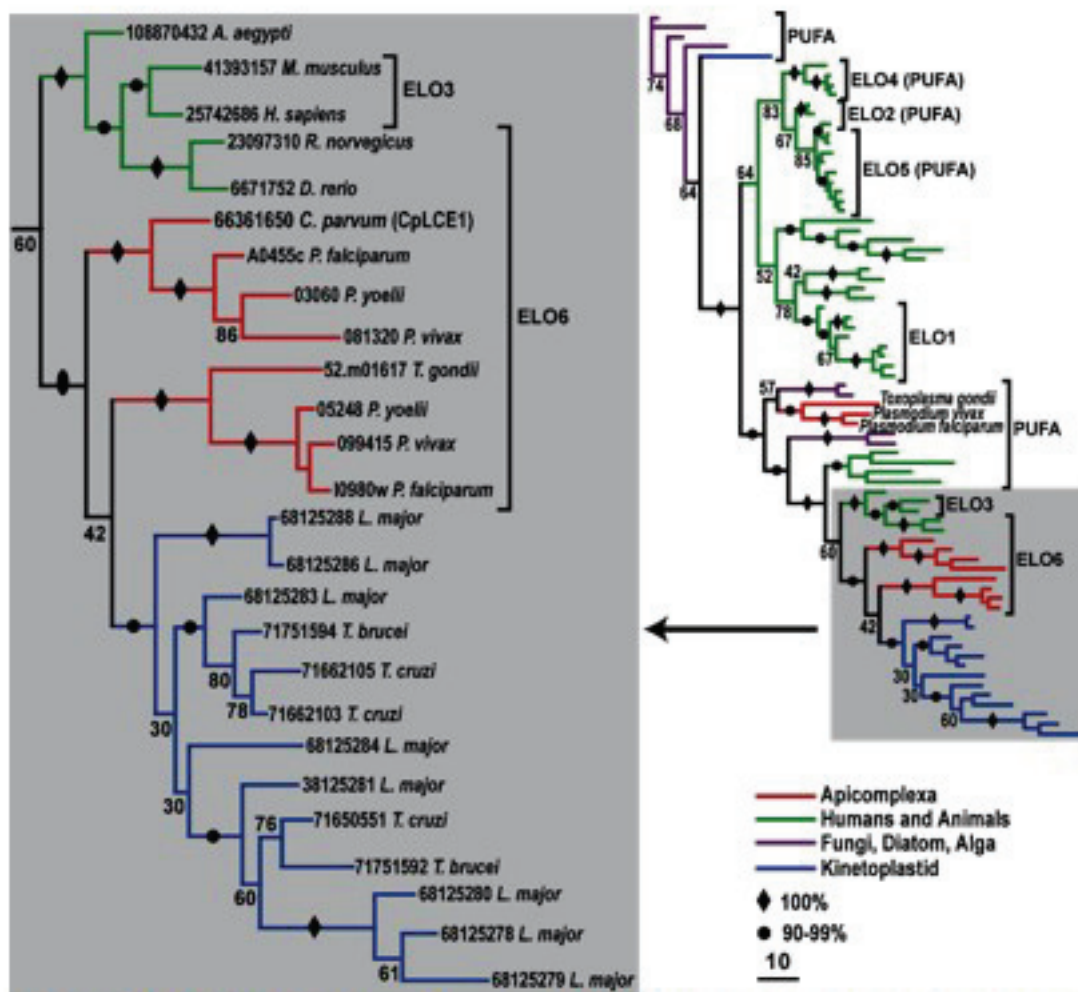 108870432 A. aegypti
41393157 M. musculus
ELO3
25742686 H. sapiens
23097310 R. norvegicus
6671752 D. rerio
60
66361650 C. parvum (CpLCE1)
A0455c P. falciparum
03060 P. yoelii
ELO6
86
081320 P. vivax
52.m01617 T. gondii
05248 P. yoelii
099415 P. vivax
I0980w P. falciparum
42
68125288 L. major
68125286 L. major
68125283 L. major
71751594 T. brucei
80
71662105 T. cruzi
78
71662103 T. cruzi
30
68125284 L. major
30
38125281 L. major
76
71650551 T. cruzi
71751592 T. brucei
60
68125280 L. major
68125278 L. major
61
68125279 L. major
PUFA
74
ELO4 (PUFA)
83
ELO2 (PUFA)
68
67
85
ELO5 (PUFA)
64
64
52
42
78
ELO1
67
57
Toxoplasma gondii
Plasmodium vivax
Plasmodium falciparum
PUFA
ELO3
60
ELO6
42
30
30
60
Apicomplexa
Humans and Animals
Fungi, Diatom, Alga
Kinetoplastid
100%
90-99%
10